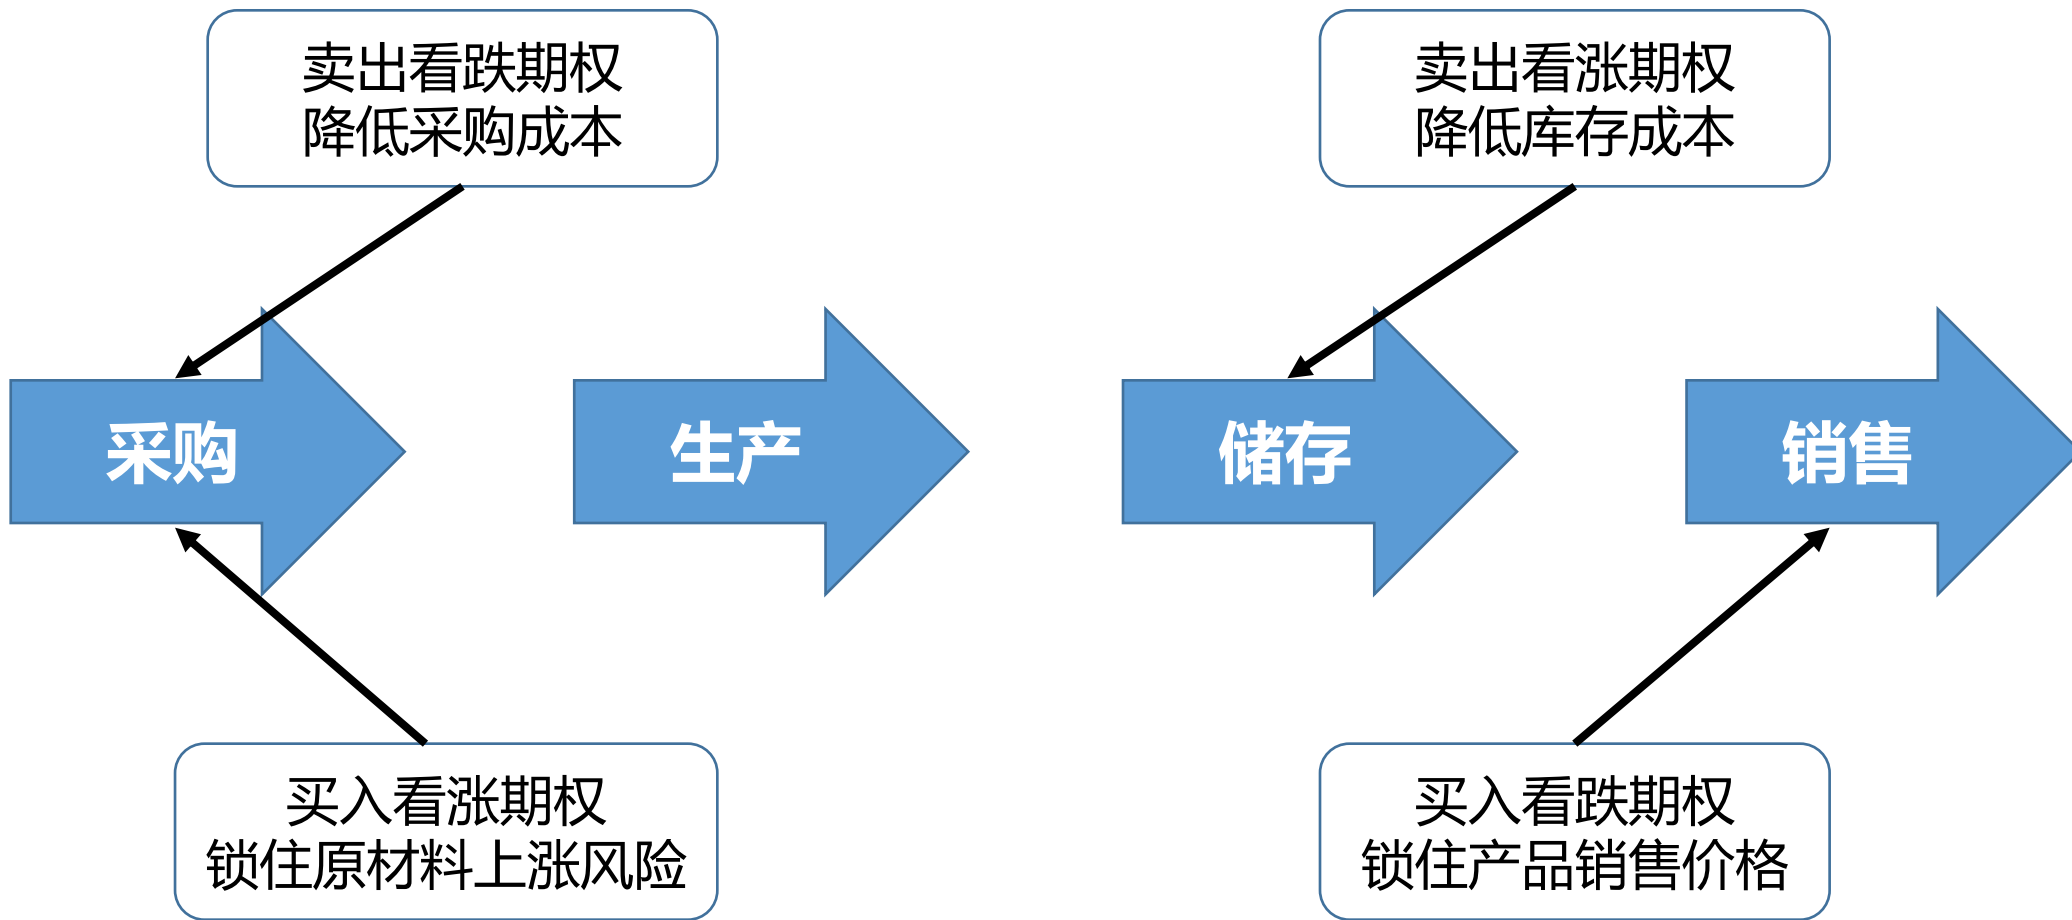 卖出看跌期权
降低采购成本
卖出看涨期权
降低库存成本
采购
生产
储存
销售
买入看涨期权
锁住原材料上涨风险
买入看跌期权
锁住产品销售价格